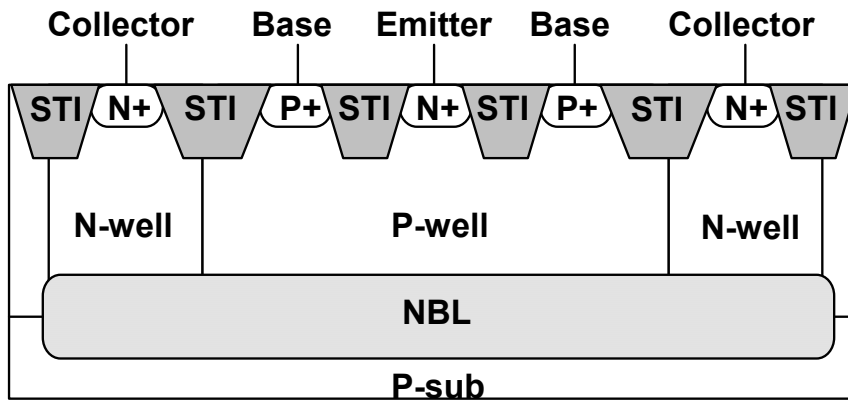 Collector Base Emitter Base Collector
STI N+ STI P+ STI N+ STI P+ STI N+ STI
N-well P-well N-well
NBL
P-sub